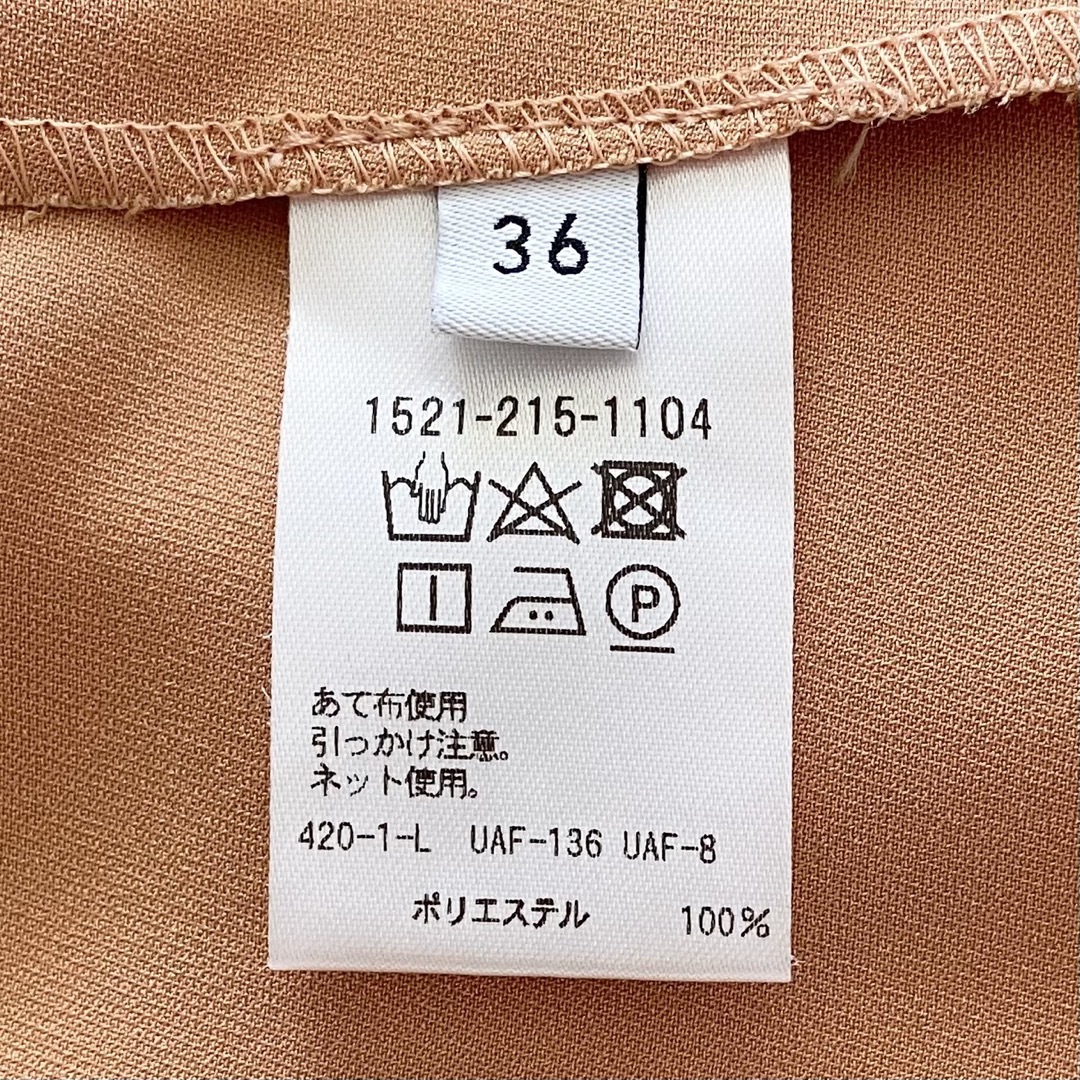 36
1521-215-1104
P
あて布使用
引っかけ注意。
ネット使用。
420-1-L UAF-136 UAF-8
ポリエステル 100%